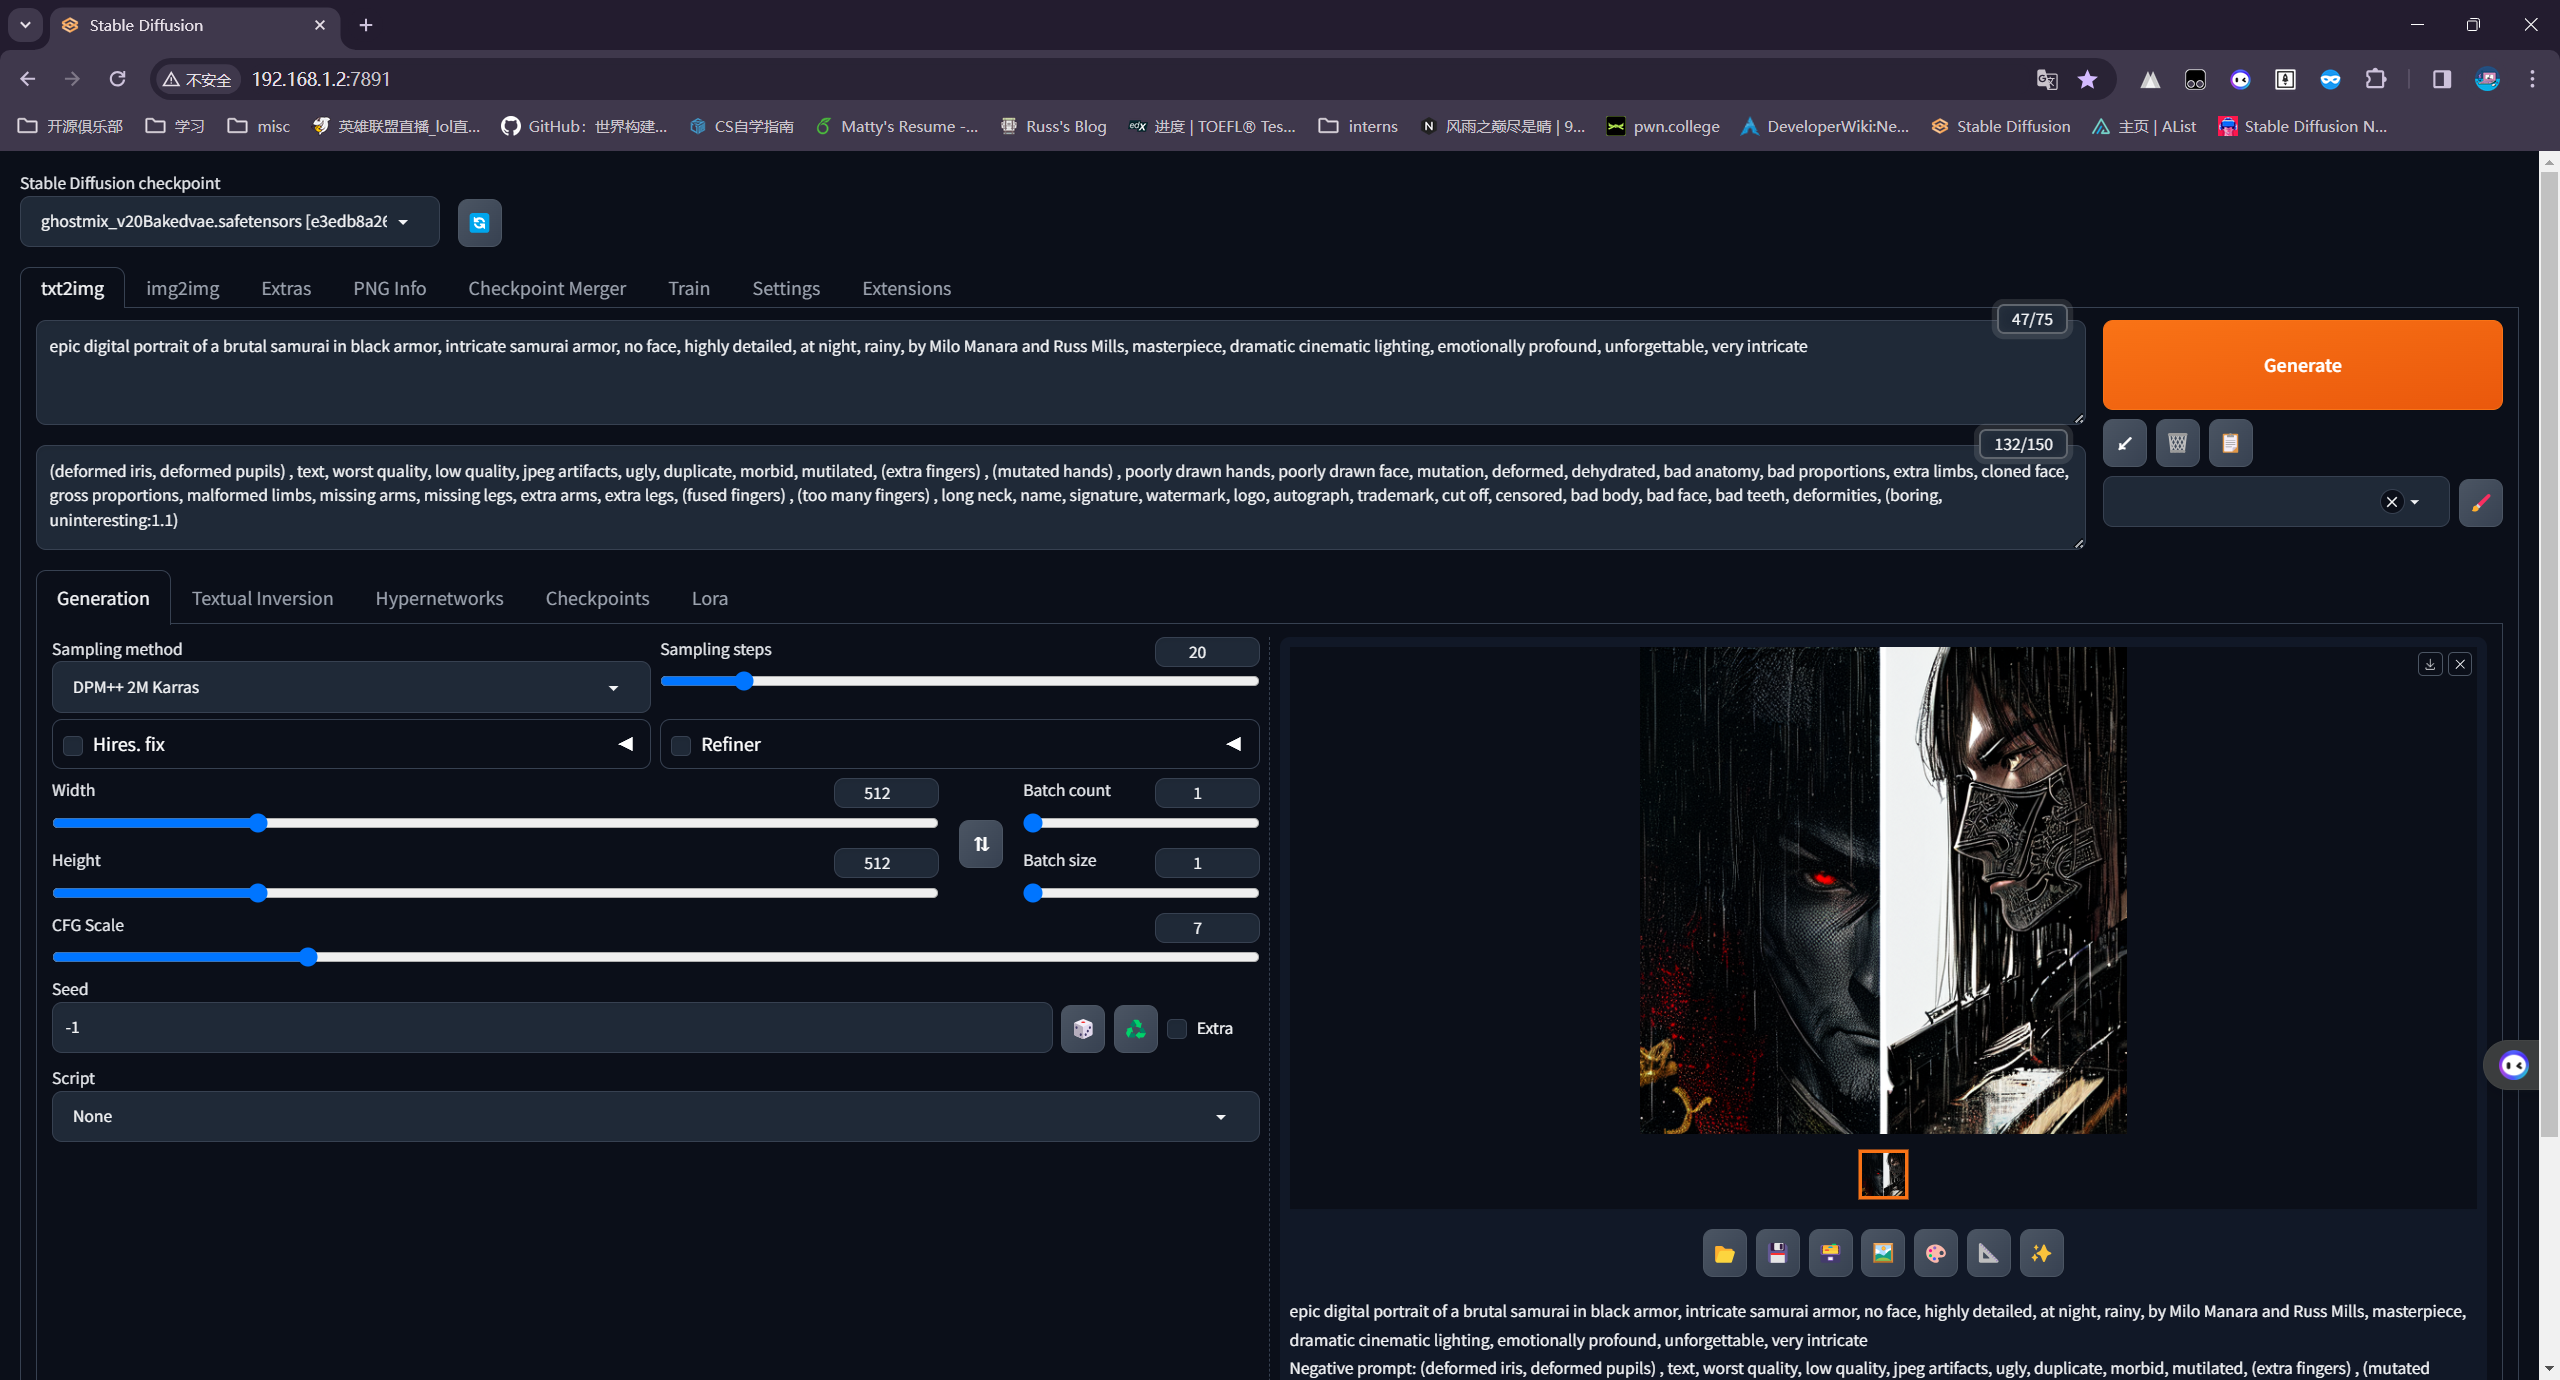 Stable Diffusion
不安全
192.168.1.2:7891
开源俱乐部
学习
misc
英雄联盟直播_lol直...
GitHub：世界构建...
CS自学指南
Matty's Resume -...
Russ's Blog
edX
进度 | TOEFL® Tes...
interns
风雨之巅尽是晴 | 9...
pwn.college
DeveloperWiki:Ne...
Stable Diffusion
主页 | AList
Stable Diffusion N...
Stable Diffusion checkpoint
ghostmix_v20Bakedvae.safetensors [e3edb8a26
txt2img
img2img
Extras
PNG Info
Checkpoint Merger
Train
Settings
Extensions
47/75
epic digital portrait of a brutal samurai in black armor, intricate samurai armor, no face, highly detailed, at night, rainy, by Milo Manara and Russ Mills, masterpiece, dramatic cinematic lighting, emotionally profound, unforgettable, very intricate
Generate
132/150
(deformed iris, deformed pupils) , text, worst quality, low quality, jpeg artifacts, ugly, duplicate, morbid, mutilated, (extra fingers) , (mutated hands) , poorly drawn hands, poorly drawn face, mutation, deformed, dehydrated, bad anatomy, bad proportions, extra limbs, cloned face,
gross proportions, malformed limbs, missing arms, missing legs, extra arms, extra legs, (fused fingers) , (too many fingers) , long neck, name, signature, watermark, logo, autograph, trademark, cut off, censored, bad body, bad face, bad teeth, deformities, (boring,
uninteresting:1.1)
Generation
Textual Inversion
Hypernetworks
Checkpoints
Lora
Sampling method
DPM++ 2M Karras
Sampling steps
20
Hires. fix
Refiner
Width
512
Batch count
1
Height
512
Batch size
1
CFG Scale
7
Seed
-1
Extra
Script
None
epic digital portrait of a brutal samurai in black armor, intricate samurai armor, no face, highly detailed, at night, rainy, by Milo Manara and Russ Mills, masterpiece,
dramatic cinematic lighting, emotionally profound, unforgettable, very intricate
Negative prompt: (deformed iris, deformed pupils) , text, worst quality, low quality, jpeg artifacts, ugly, duplicate, morbid, mutilated, (extra fingers) , (mutated